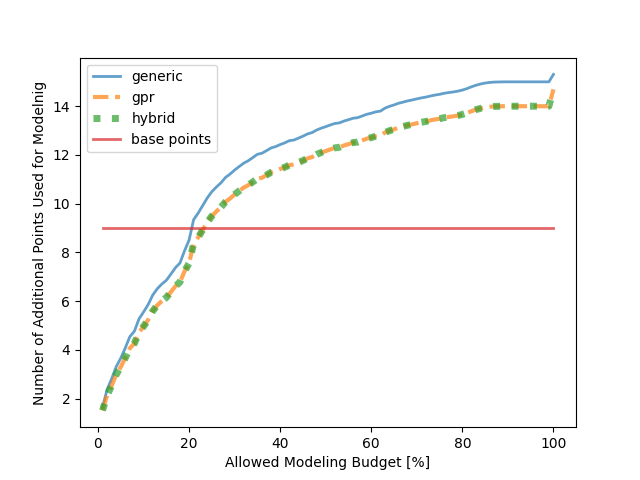 generic
gpr
hybrid
base points
Number of Additional Points Used for Modelnig
14
12
10
8
6
4
2
0 20 40 60 80 100
Allowed Modeling Budget [%]